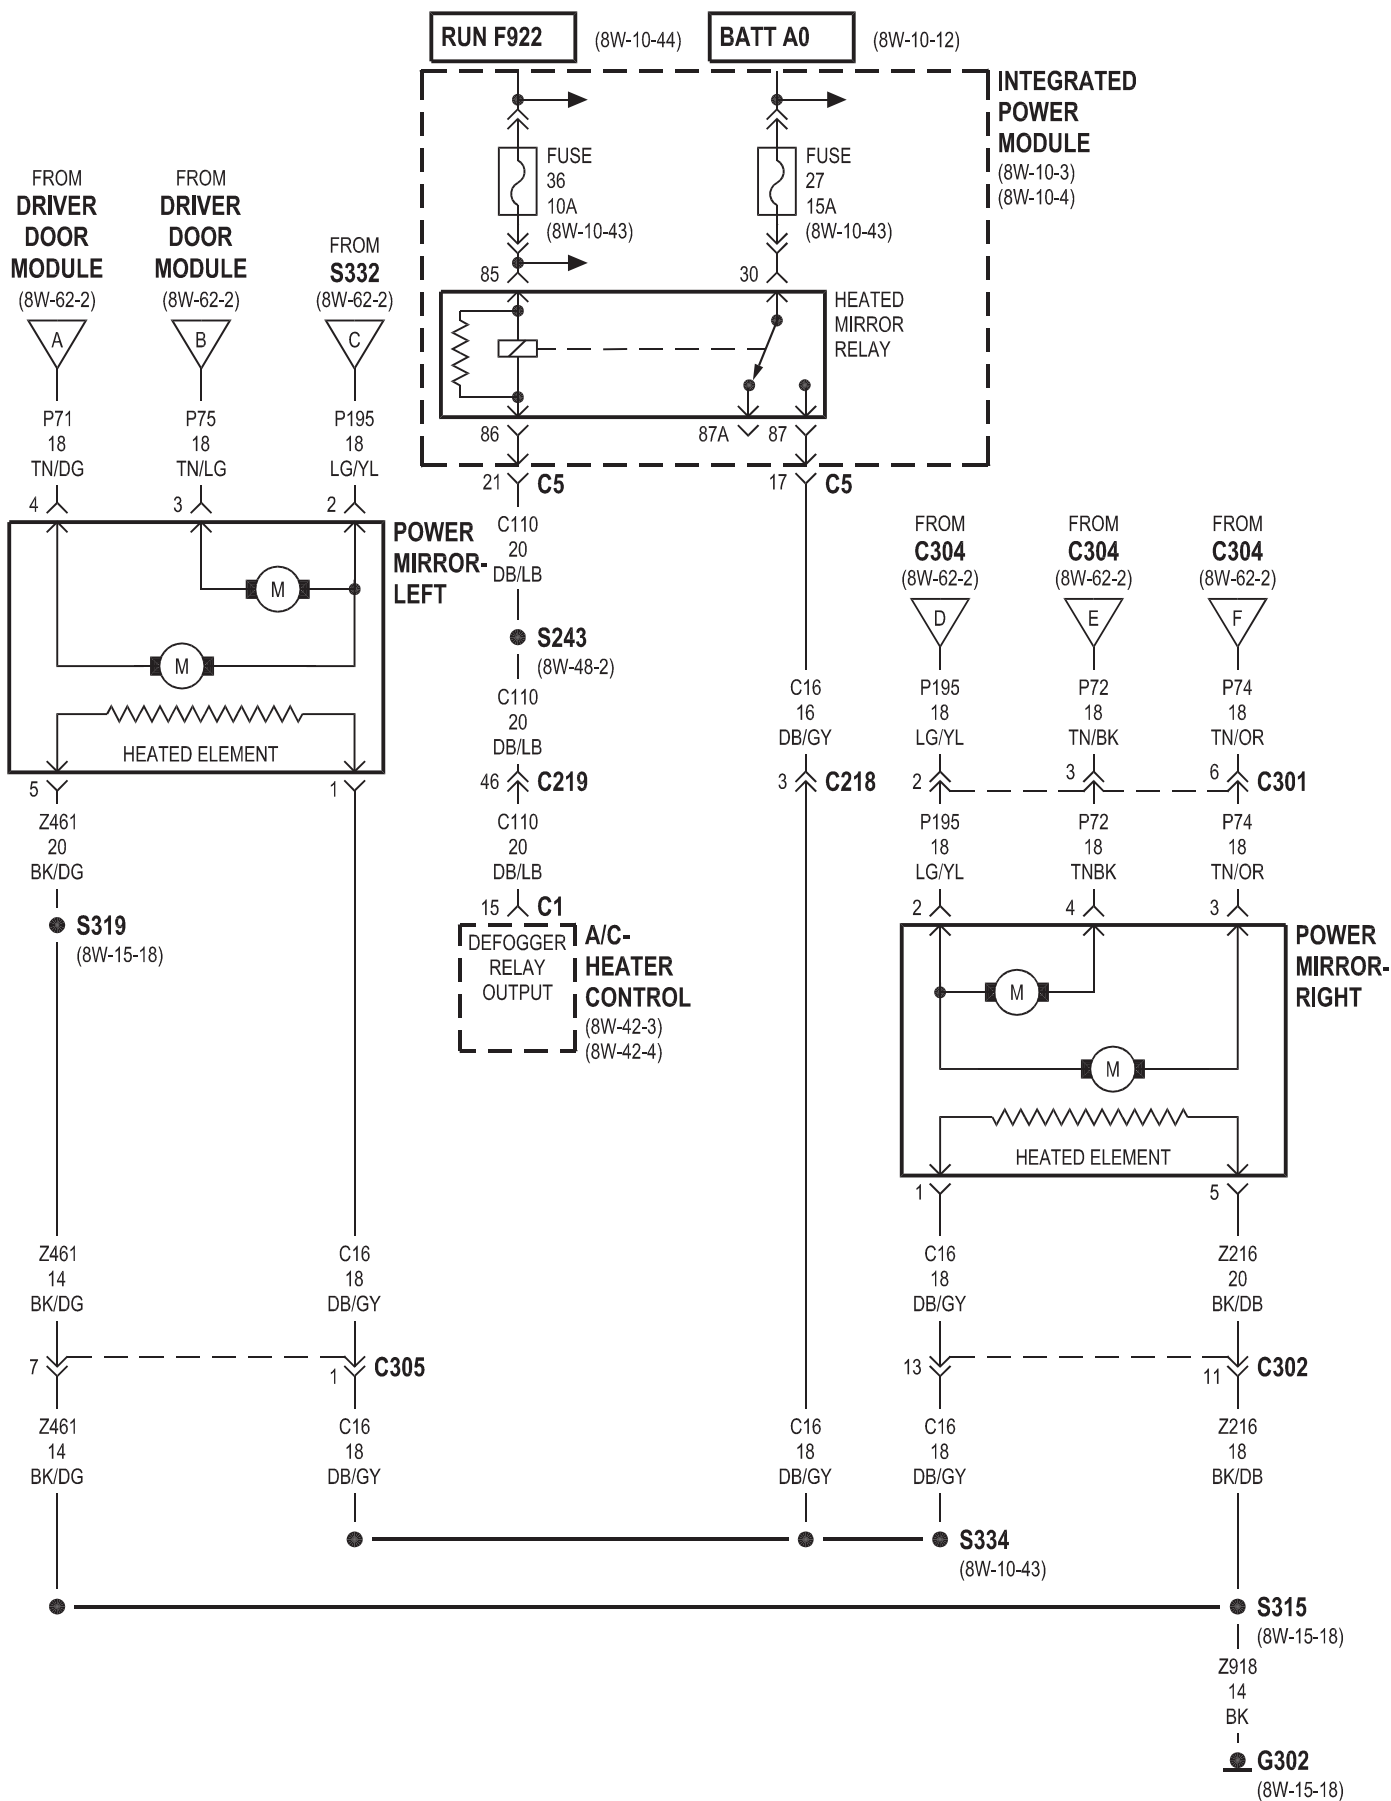 RUN F922
(8W-10-44)
BATT A0
(8W-10-12)
INTEGRATED
POWER
MODULE
(8W-10-3)
(8W-10-4)
FUSE
36
10A
(8W-10-43)
FUSE
27
15A
(8W-10-43)
FROM
DRIVER
DOOR
MODULE
(8W-62-2)
A
FROM
DRIVER
DOOR
MODULE
(8W-62-2)
B
FROM
S332
(8W-62-2)
C
85
30
HEATED
MIRROR
RELAY
86
87A
87
21
C5
17
C5
P71
18
TN/DG
4
P75
18
TN/LG
3
P195
18
LG/YL
2
POWER
MIRROR-
LEFT
M
M
HEATED ELEMENT
5
1
C110
20
DB/LB
S243
(8W-48-2)
C110
20
DB/LB
46
C219
C110
20
DB/LB
15
C1
DEFOGGER
RELAY
OUTPUT
A/C-
HEATER
CONTROL
(8W-42-3)
(8W-42-4)
C16
16
DB/GY
3
C218
FROM
C304
(8W-62-2)
D
FROM
C304
(8W-62-2)
E
FROM
C304
(8W-62-2)
F
P195
18
LG/YL
P72
18
TN/BK
P74
18
TN/OR
2
3
6
C301
P195
18
LG/YL
P72
18
TNBK
P74
18
TN/OR
2
4
3
POWER
MIRROR-
RIGHT
M
M
HEATED ELEMENT
1
5
Z461
20
BK/DG
S319
(8W-15-18)
Z461
14
BK/DG
C16
18
DB/GY
C16
18
DB/GY
Z216
20
BK/DB
7
1
C305
13
11
C302
Z461
14
BK/DG
C16
18
DB/GY
C16
18
DB/GY
C16
18
DB/GY
Z216
18
BK/DB
S334
(8W-10-43)
S315
(8W-15-18)
Z918
14
BK
G302
(8W-15-18)